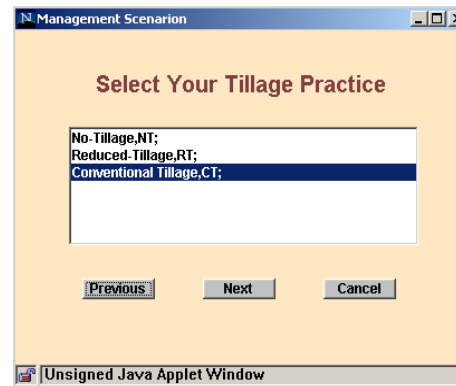 Management Scenarion
Select Your Tillage Practice
No-Tillage,NT;
Reduced-Tillage,RT;
Conventional Tillage,CT;
Previous Next Cancel
Unsigned Java Applet Window